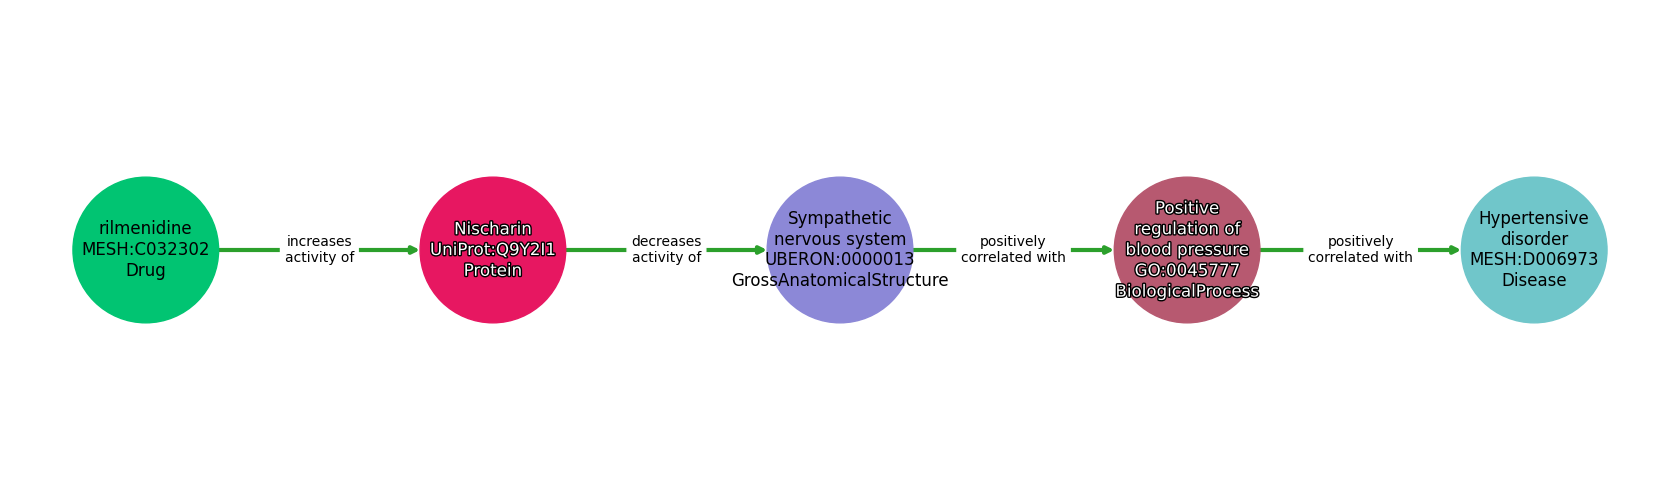 rilmenidine
MESH:C032302
Drug
increases
activity of
Nischarin
UniProt:Q9Y2I1
Protein
decreases
activity of
Sympathetic
nervous system
UBERON:0000013
GrossAnatomicalStructure
positively
correlated with
Positive
regulation of
blood pressure
GO:0045777
BiologicalProcess
positively
correlated with
Hypertensive
disorder
MESH:D006973
Disease